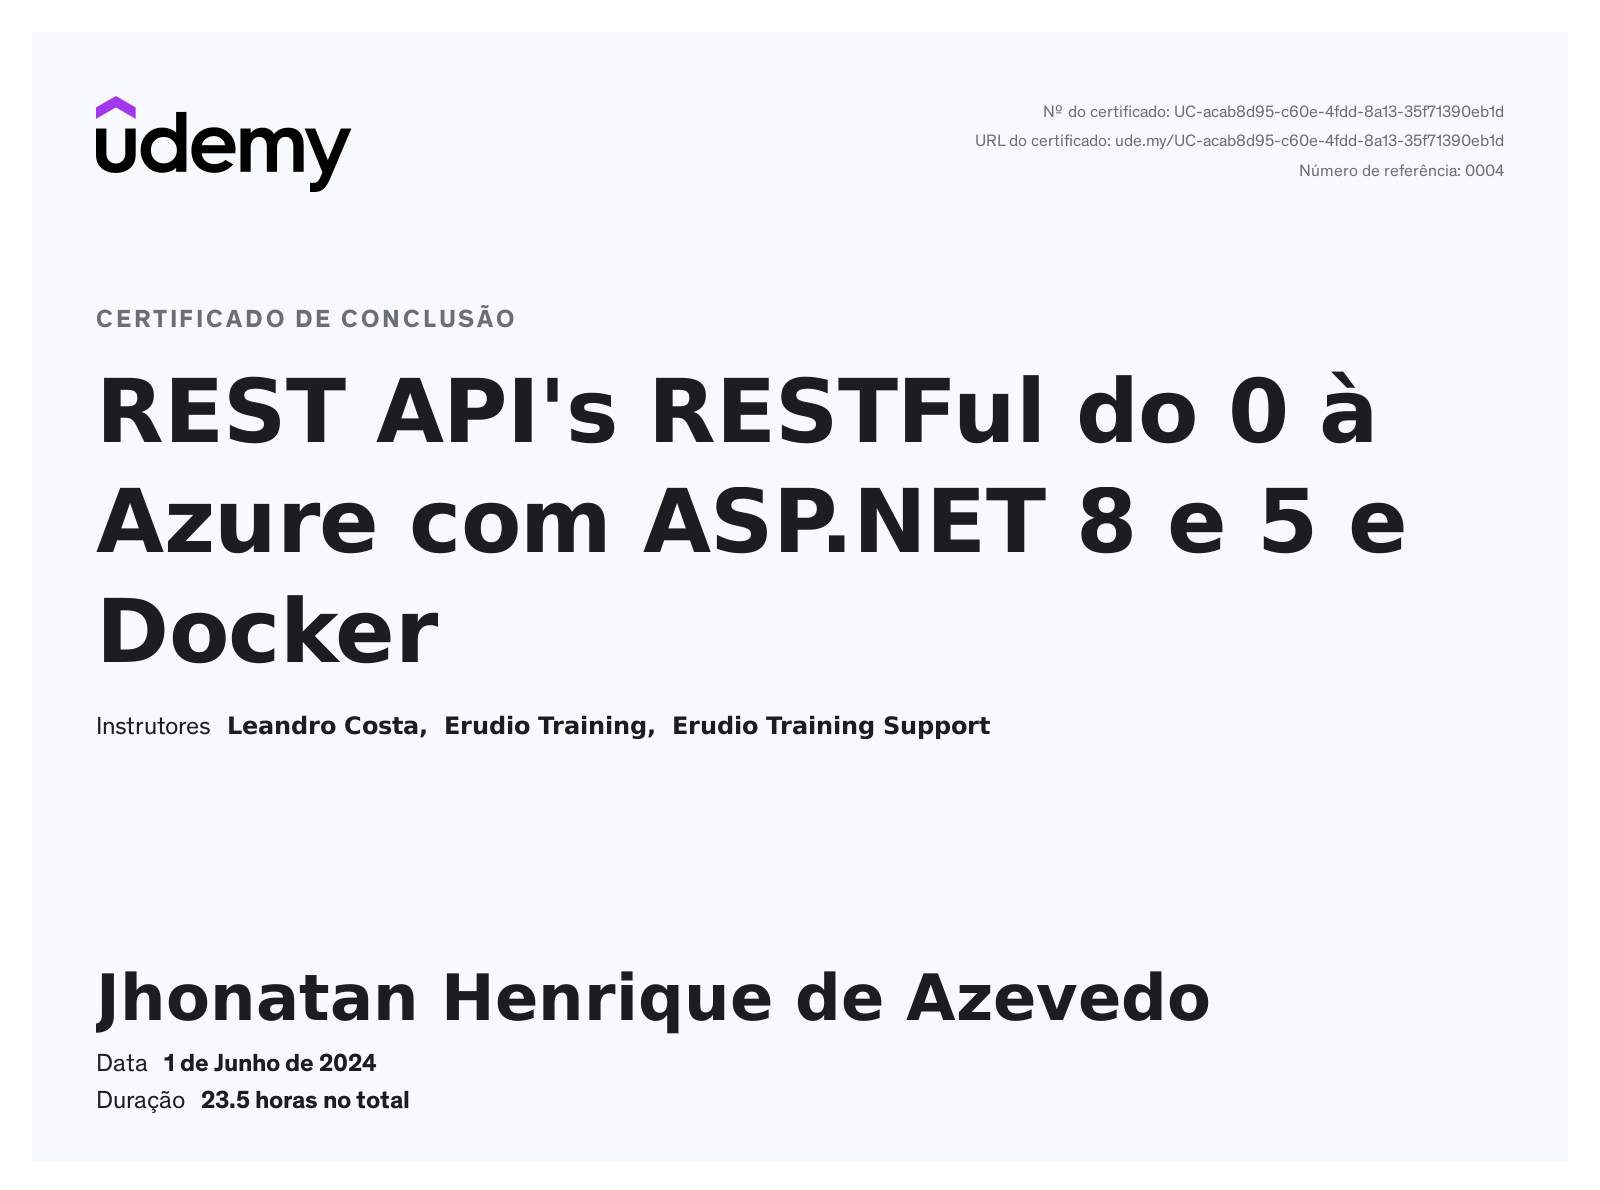 udemy
Nº do certificado: UC-acab8d95-c60e-4fdd-8a13-35f71390eb1d
URL do certificado: ude.my/UC-acab8d95-c60e-4fdd-8a13-35f71390eb1d
Número de referência: 0004
CERTIFICADO DE CONCLUSÃO
REST API's RESTFul do 0 à
Azure com ASP.NET 8 e 5 e
Docker
Instrutores Leandro Costa, Erudio Training, Erudio Training Support
Jhonatan Henrique de Azevedo
Data 1 de Junho de 2024
Duração 23.5 horas no total